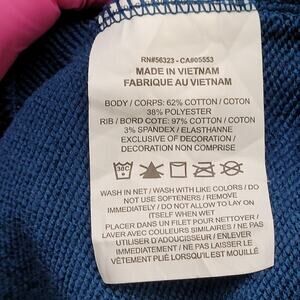 RN#56323 - CA#05553
MADE IN VIETNAM
FABRIQUE AU VIETNAM
BODY / CORPS: 62% COTTON / COTON
38% POLYESTER
RIB / BORD COTE: 97% COTTON / COTON
3% SPANDEX / ELASTHANNE
EXCLUSIVE OF DECORATION /
DECORATION NON COMPRISE
30C
WASH IN NET / WASH WITH LIKE COLORS / DO
NOT USE SOFTENERS / REMOVE
IMMEDIATELY / DO NOT ALLOW TO LAY ON
ITSELF WHEN WET
PLACER DANS UN FILET POUR NETTOYER /
LAVER AVEC COULEURS SIMILAIRES / NE PAS
UTILISER D'ADOUCISSEUR / ENLEVER
IMMEDIATEMENT / NE PAS LAISSER LE
VÊTEMENT PLIÉ LORSQU'IL EST MOUILLÉ